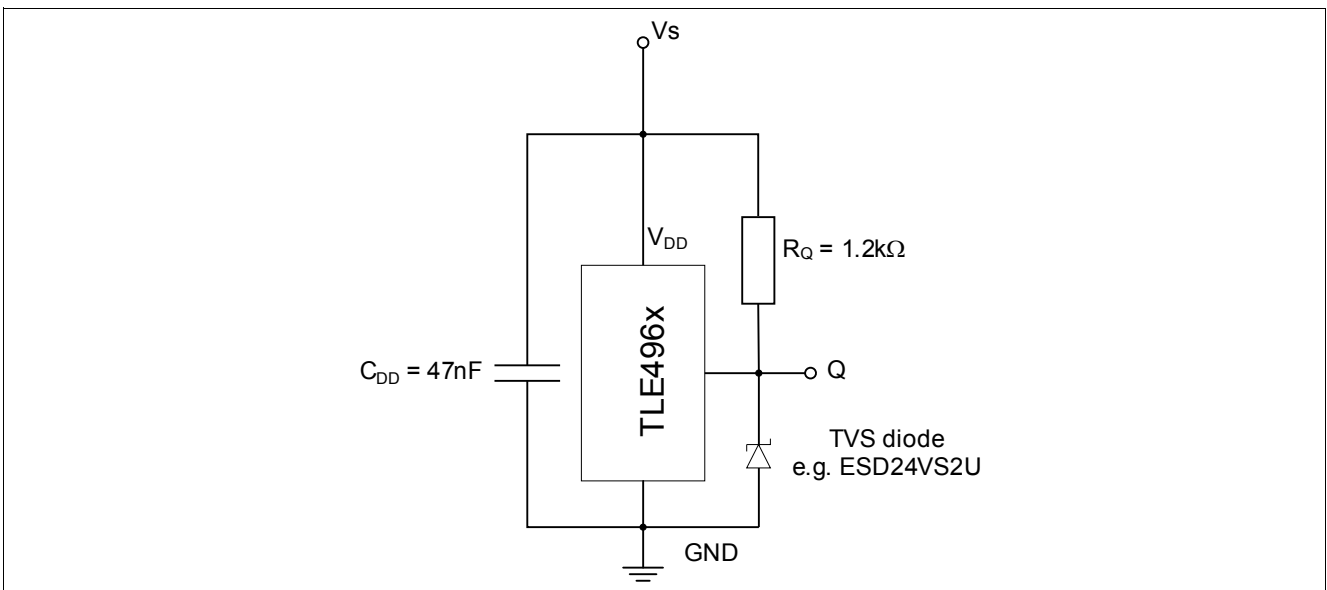 Vs
V_DD
R_Q = 1.2kΩ
TLE496x
C_DD = 47nF
Q
TVS diode
e.g. ESD24VS2U
GND